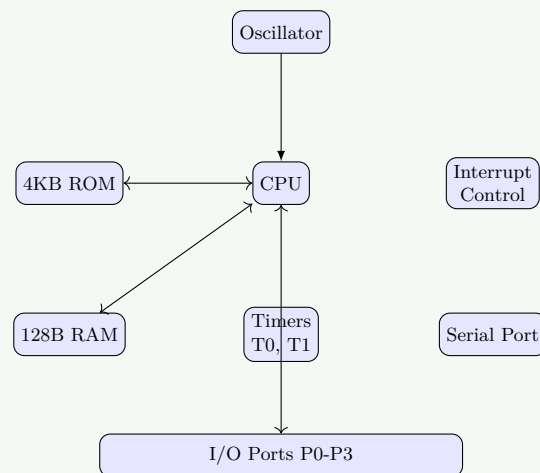 Oscillator
4KB ROM
CPU
Interrupt
Control
128B RAM
Timers
T0, T1
Serial Port
I/O Ports P0-P3